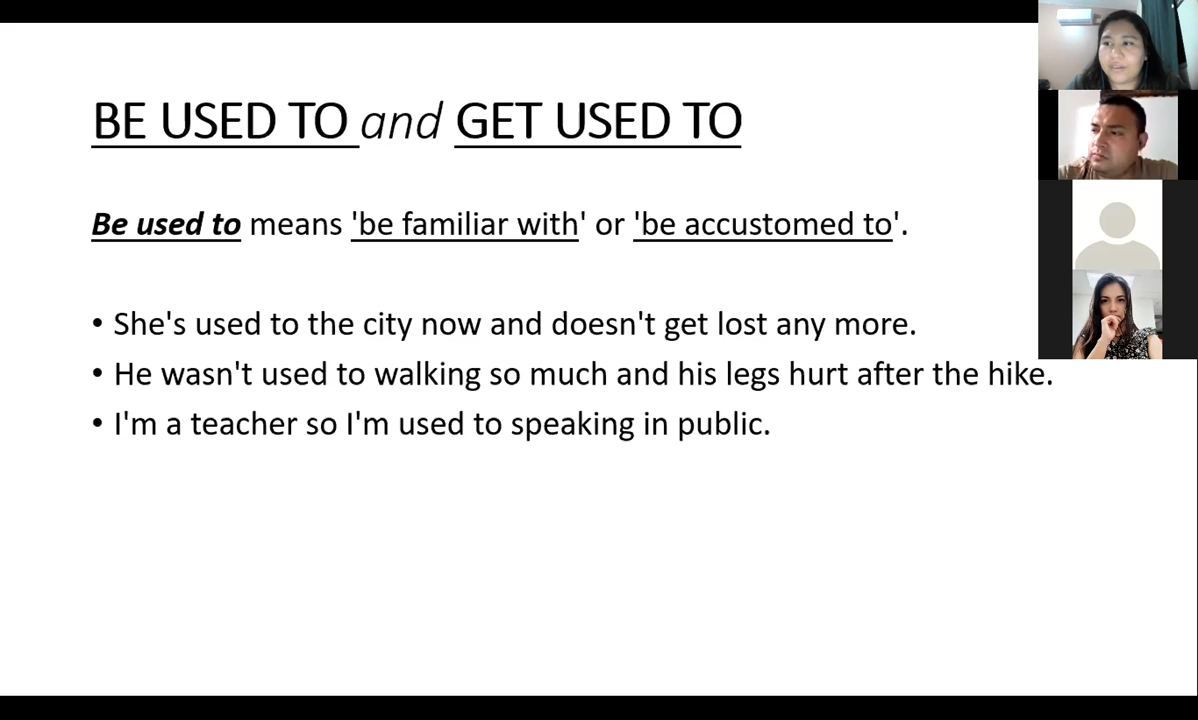 BE USED TO and GET USED TO
Be used to means 'be familiar with' or 'be accustomed to'.
• She's used to the city now and doesn't get lost any more.
• He wasn't used to walking so much and his legs hurt after the hike.
• I'm a teacher so I'm used to speaking in public.